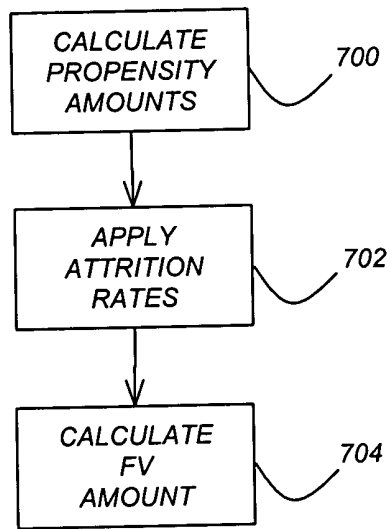 CALCULATE
PROPENSITY
AMOUNTS
700
APPLY
ATTRITION
RATES
702
CALCULATE
FV
AMOUNT
704